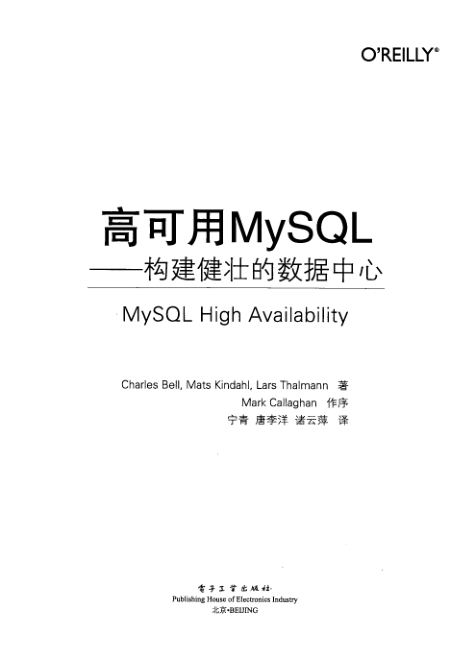 O'REILLY®
高可用MySQL
——构建健壮的数据中心
MySQL High Availability
Charles Bell, Mats Kindahl, Lars Thalmann 著
Mark Callaghan 作序
宁青 唐李洋 诸云萍 译
电子工业出版社
Publishing House of Electronics Industry
北京•BEIJING